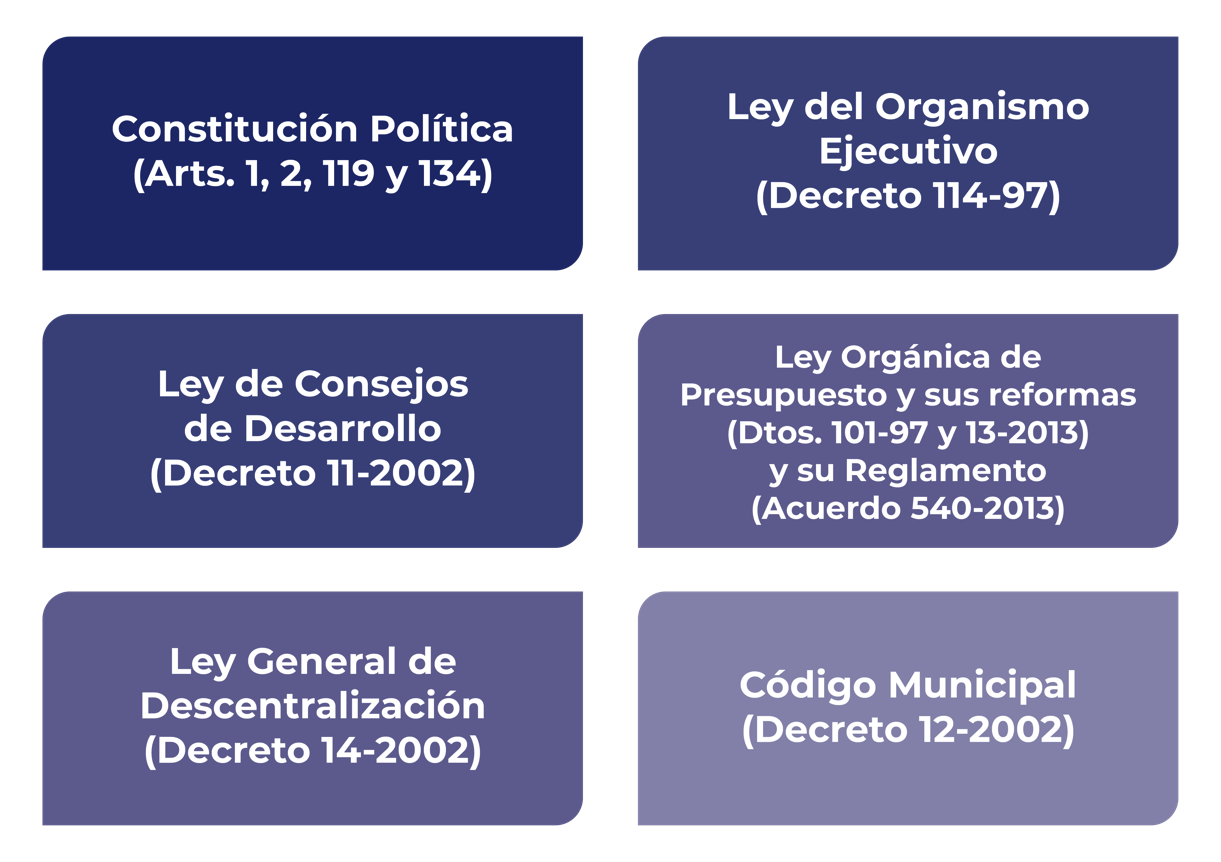 Constitución Política
(Arts. 1, 2, 119 y 134)
Ley del Organismo
Ejecutivo
(Decreto 114-97)
Ley de Consejos
de Desarrollo
(Decreto 11-2002)
Ley Orgánica de
Presupuesto y sus reformas
(Dtos. 101-97 y 13-2013)
y su Reglamento
(Acuerdo 540-2013)
Ley General de
Descentralización
(Decreto 14-2002)
Código Municipal
(Decreto 12-2002)